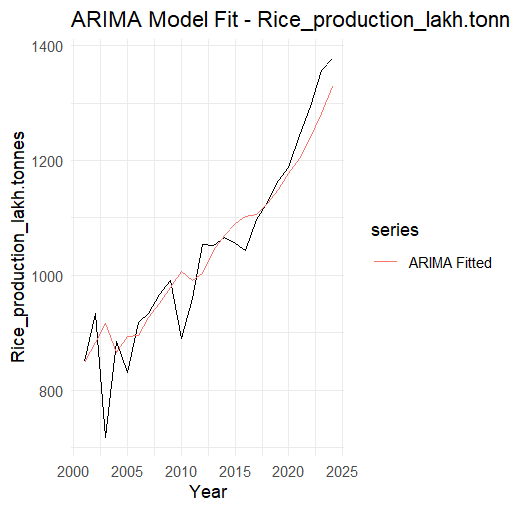 ARIMA Model Fit - Rice_production_lakh.tonn
1400
1200
1000
800
Rice_production_lakh.tonnes
2000 2005 2010 2015 2020 2025
Year
series
ARIMA Fitted